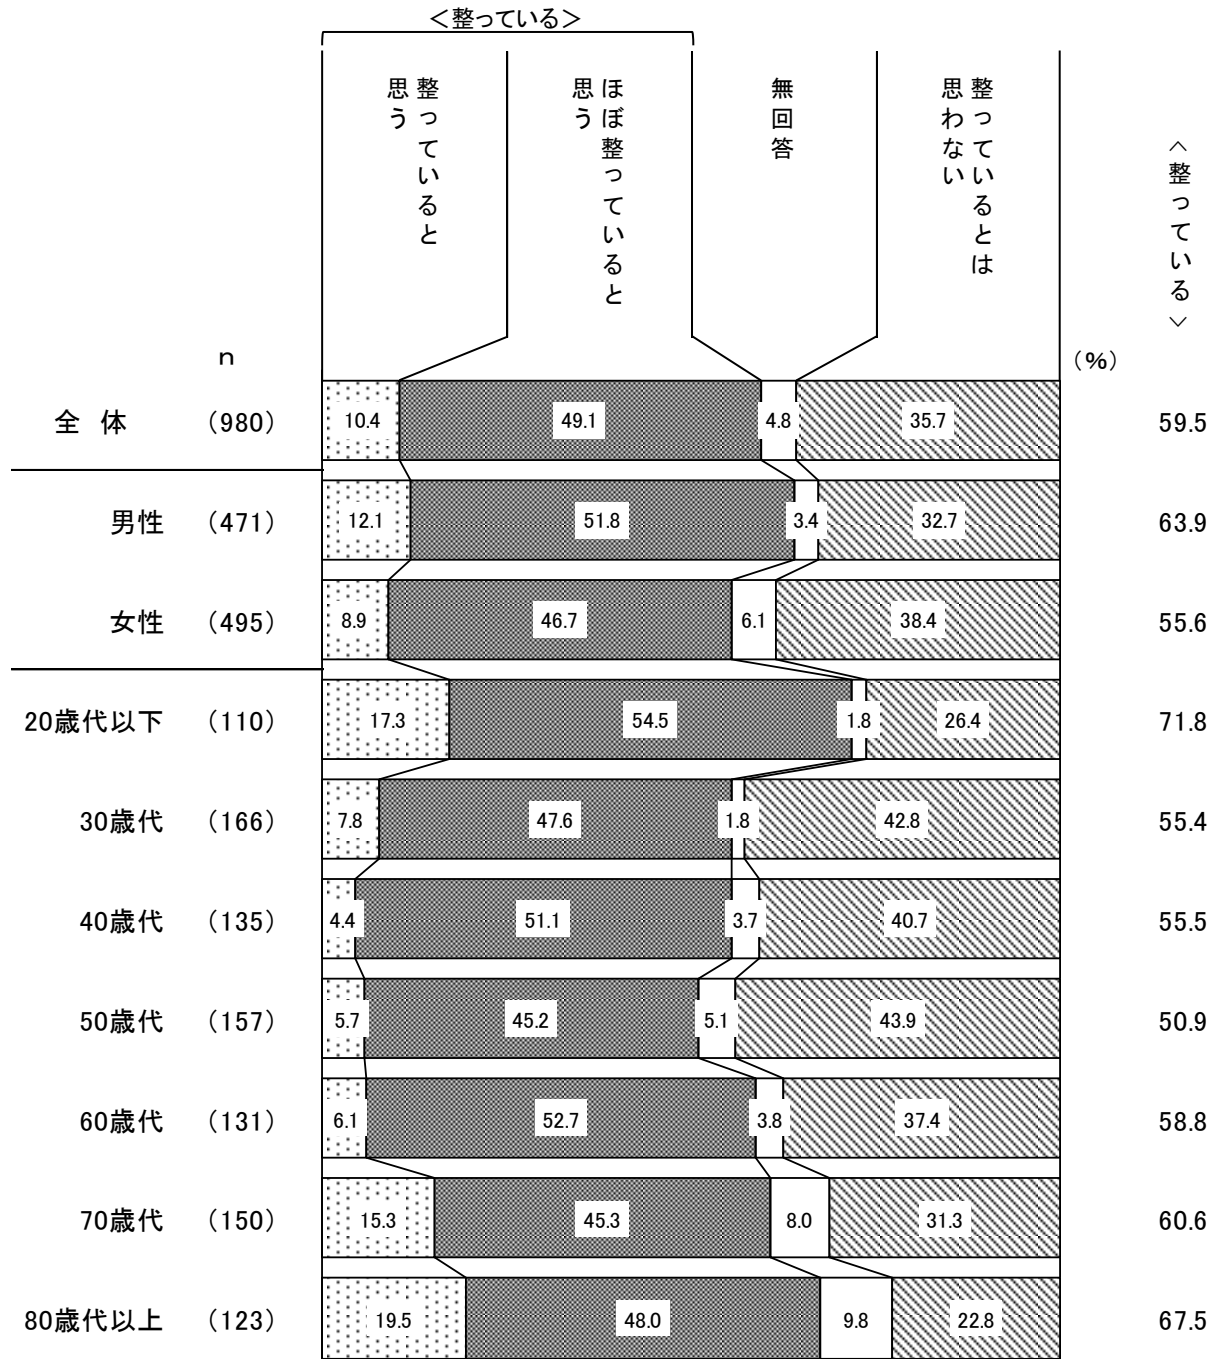 ＜整っている＞
整っていると
思う
ほぼ整っていると
思う
無回答
整っているとは
思わない
＜整っている＞
ｎ
（％）
全 体 （980） 10.4 49.1 4.8 35.7 59.5
男性 （471） 12.1 51.8 3.4 32.7 63.9
女性 （495） 8.9 46.7 6.1 38.4 55.6
20歳代以下 （110） 17.3 54.5 1.8 26.4 71.8
30歳代 （166） 7.8 47.6 1.8 42.8 55.4
40歳代 （135） 4.4 51.1 3.7 40.7 55.5
50歳代 （157） 5.7 45.2 5.1 43.9 50.9
60歳代 （131） 6.1 52.7 3.8 37.4 58.8
70歳代 （150） 15.3 45.3 8.0 31.3 60.6
80歳代以上 （123） 19.5 48.0 9.8 22.8 67.5